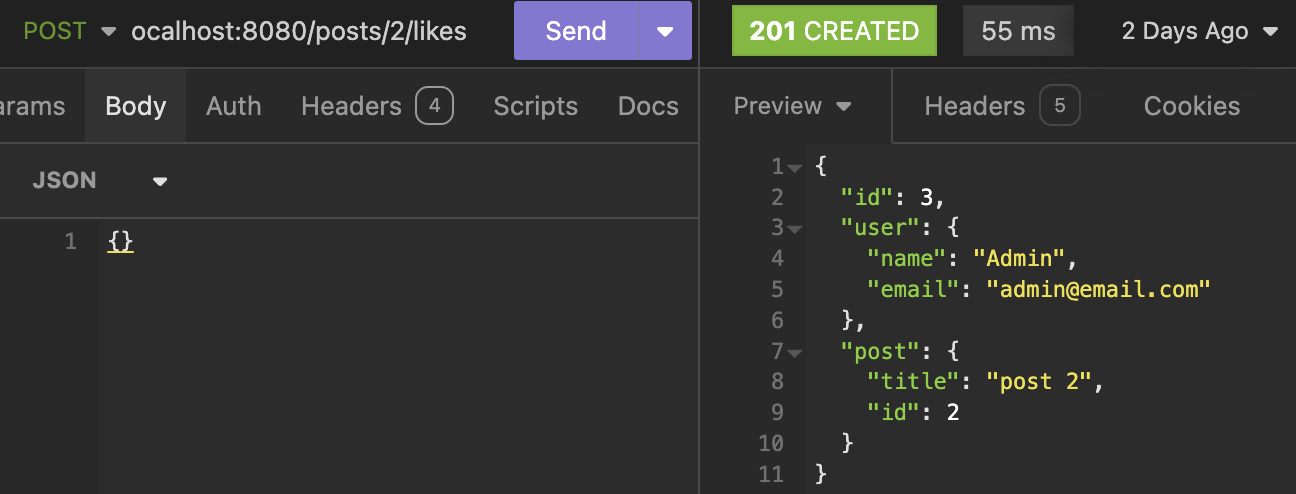 POST ocalhost:8080/posts/2/likes Send 201 CREATED 55 ms 2 Days Ago
arams Body Auth Headers 4 Scripts Docs Preview Headers 5 Cookies
JSON
1 {}
1 {
2 "id": 3,
3 "user": {
4 "name": "Admin",
5 "email": "admin@email.com"
6 },
7 "post": {
8 "title": "post 2",
9 "id": 2
10 }
11 }